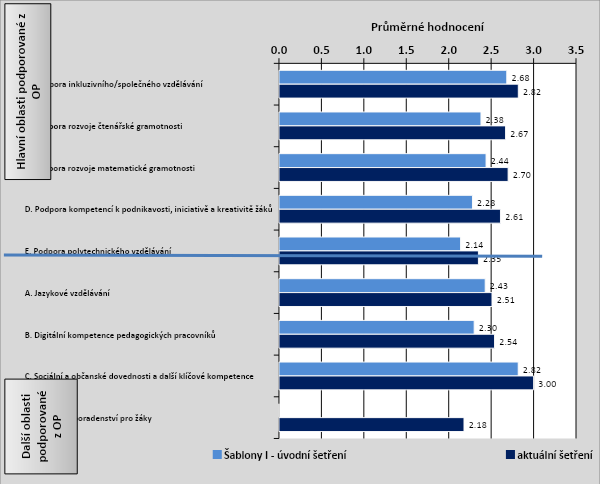 Průměrné hodnocení
0.0 0.5 1.0 1.5 2.0 2.5 3.0 3.5
Hlavní oblasti podporované z
OP
inkluzivního/společného vzdělávání
2.68
2.82
rozvoje čtenářské gramotnosti
2.38
2.67
rozvoje matematické gramotnosti
2.44
2.70
D. Podpora kompetencí k podnikavosti, iniciativě a kreativitě žáků
2.28
2.61
E. Podpora polytechnického vzdělávání
2.14
2.35
A. Jazykové vzdělávání
2.43
2.51
B. Digitální kompetence pedagogických pracovníků
2.30
2.54
C. Sociální a občanské dovednosti a další klíčové kompetence
2.82
3.00
pro žáky
2.18
Další oblasti
podporované
z OP
Šablony I - úvodní šetření
aktuální šetření